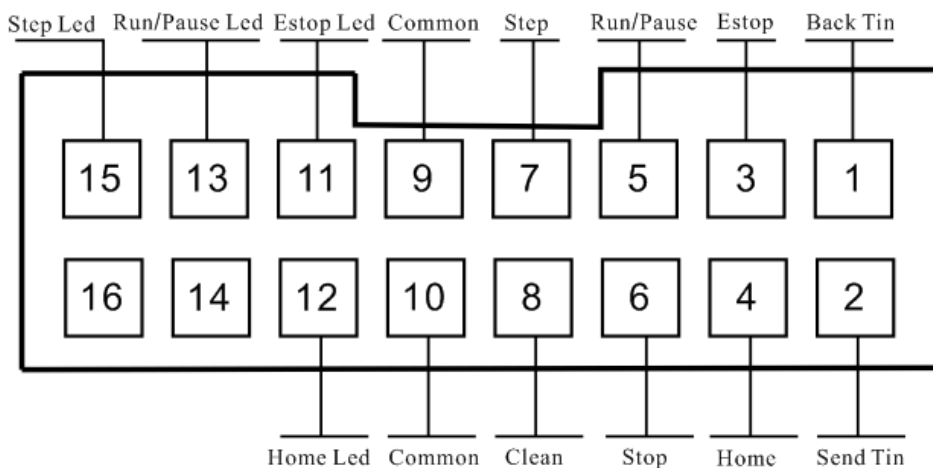 Step Led Run/Pause Led Estop Led Common Step Run/Pause Estop Back Tin
15 13 11 9 7 5 3 1
16 14 12 10 8 6 4 2
Home Led Common Clean Stop Home Send Tin